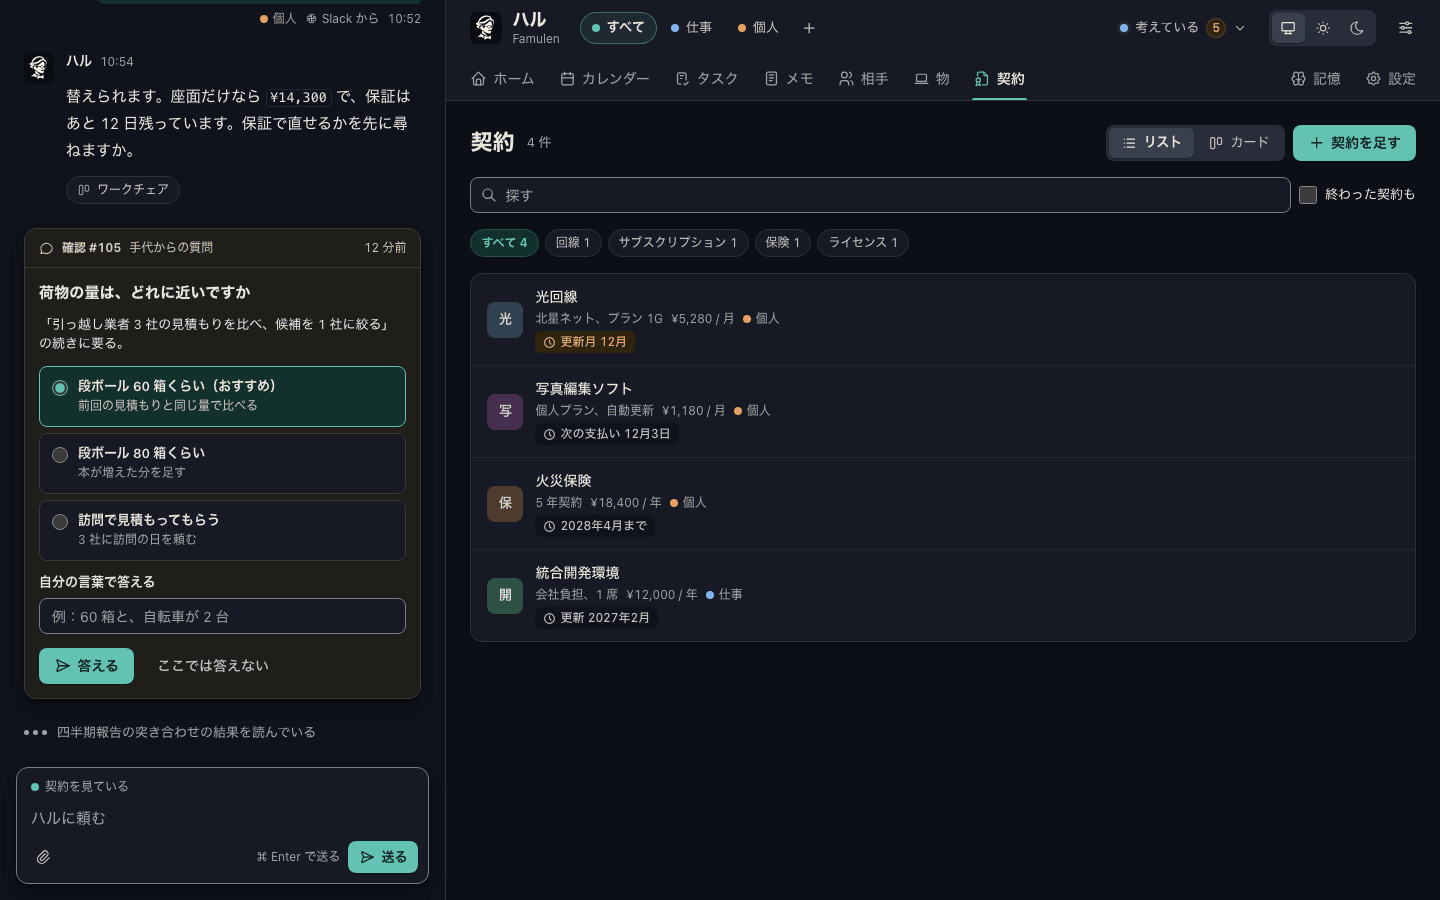 個人 Slack から 10:52
ハル 10:54
替えられます。座面だけなら ¥14,300 で、保証は
あと 12 日残っています。保証で直せるかを先に尋
ねますか。
ワークチェア
確認 #105 手代からの質問 12 分前
荷物の量は、どれに近いですか
「引っ越し業者 3 社の見積もりを比べ、候補を 1 社に絞る」
の続きに要る。
段ボール 60 箱くらい（おすすめ）
前回の見積もりと同じ量で比べる
段ボール 80 箱くらい
本が増えた分を足す
訪問で見積もってもらう
3 社に訪問の日を頼む
自分の言葉で答える
例：60 箱と、自転車が 2 台
答える ここでは答えない
四半期報告の突き合わせの結果を読んでいる
契約を見ている
ハルに頼む
⌘ Enter で送る 送る
ハル
Famulen
すべて 仕事 個人 +
考えている 5
ホーム カレンダー タスク メモ 相手 物 契約 記憶 設定
契約 4 件
リスト カード + 契約を足す
探す 終わった契約も
すべて 4 回線 1 サブスクリプション 1 保険 1 ライセンス 1
光
光回線
北星ネット、プラン 1G ¥5,280 / 月 個人
更新月 12月
写
写真編集ソフト
個人プラン、自動更新 ¥1,180 / 月 個人
次の支払い 12月3日
保
火災保険
5 年契約 ¥18,400 / 年 個人
2028年4月まで
開
統合開発環境
会社負担、1 席 ¥12,000 / 年 仕事
更新 2027年2月